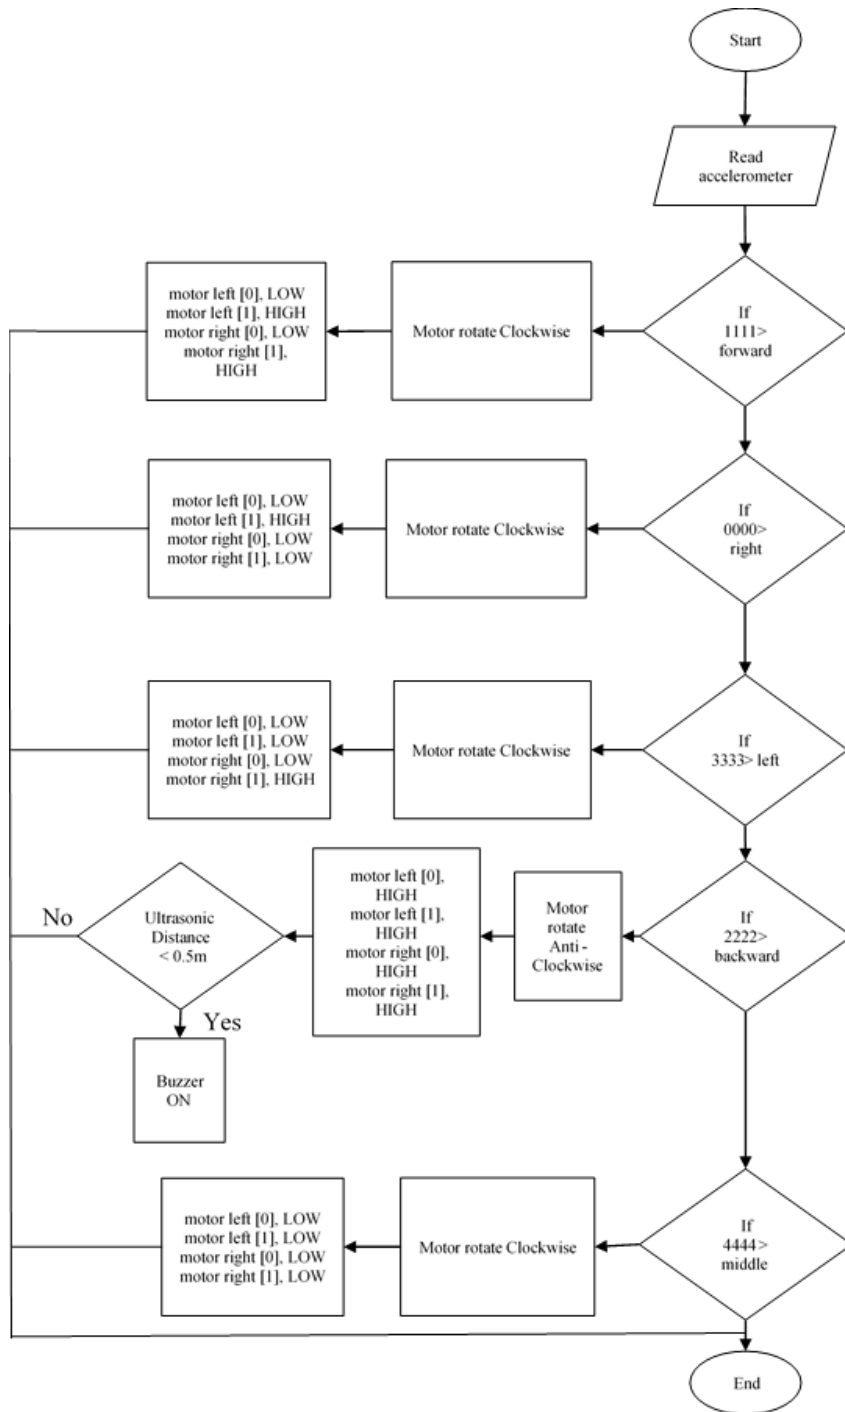 Start
Read
accelerometer
If
1111>
forward
Motor rotate Clockwise
motor left [0], LOW
motor left [1], HIGH
motor right [0], LOW
motor right [1],
HIGH
If
0000>
right
Motor rotate Clockwise
motor left [0], LOW
motor left [1], HIGH
motor right [0], LOW
motor right [1], LOW
If
3333> left
Motor rotate Clockwise
motor left [0], LOW
motor left [1], LOW
motor right [0], LOW
motor right [1], HIGH
If
2222>
backward
Motor
rotate
Anti -
Clockwise
motor left [0],
HIGH
motor left [1],
HIGH
motor right [0],
HIGH
motor right [1],
HIGH
Ultrasonic
Distance
< 0.5m
No
Yes
Buzzer
ON
If
4444>
middle
Motor rotate Clockwise
motor left [0], LOW
motor left [1], LOW
motor right [0], LOW
motor right [1], LOW
End